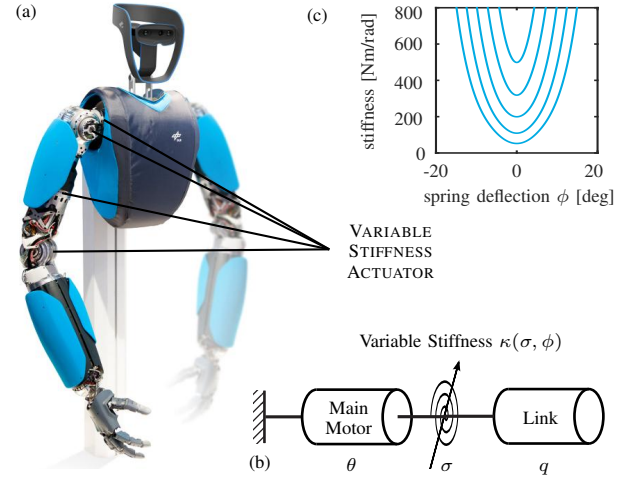 (a)
VARIABLE
STIFFNESS
ACTUATOR
(c)
stiffness [Nm/rad]
800
600
400
200
0
-20
0
20
spring deflection ϕ [deg]
Variable Stiffness κ(σ, ϕ)
Main
Motor
Link
(b)
θ
σ
q